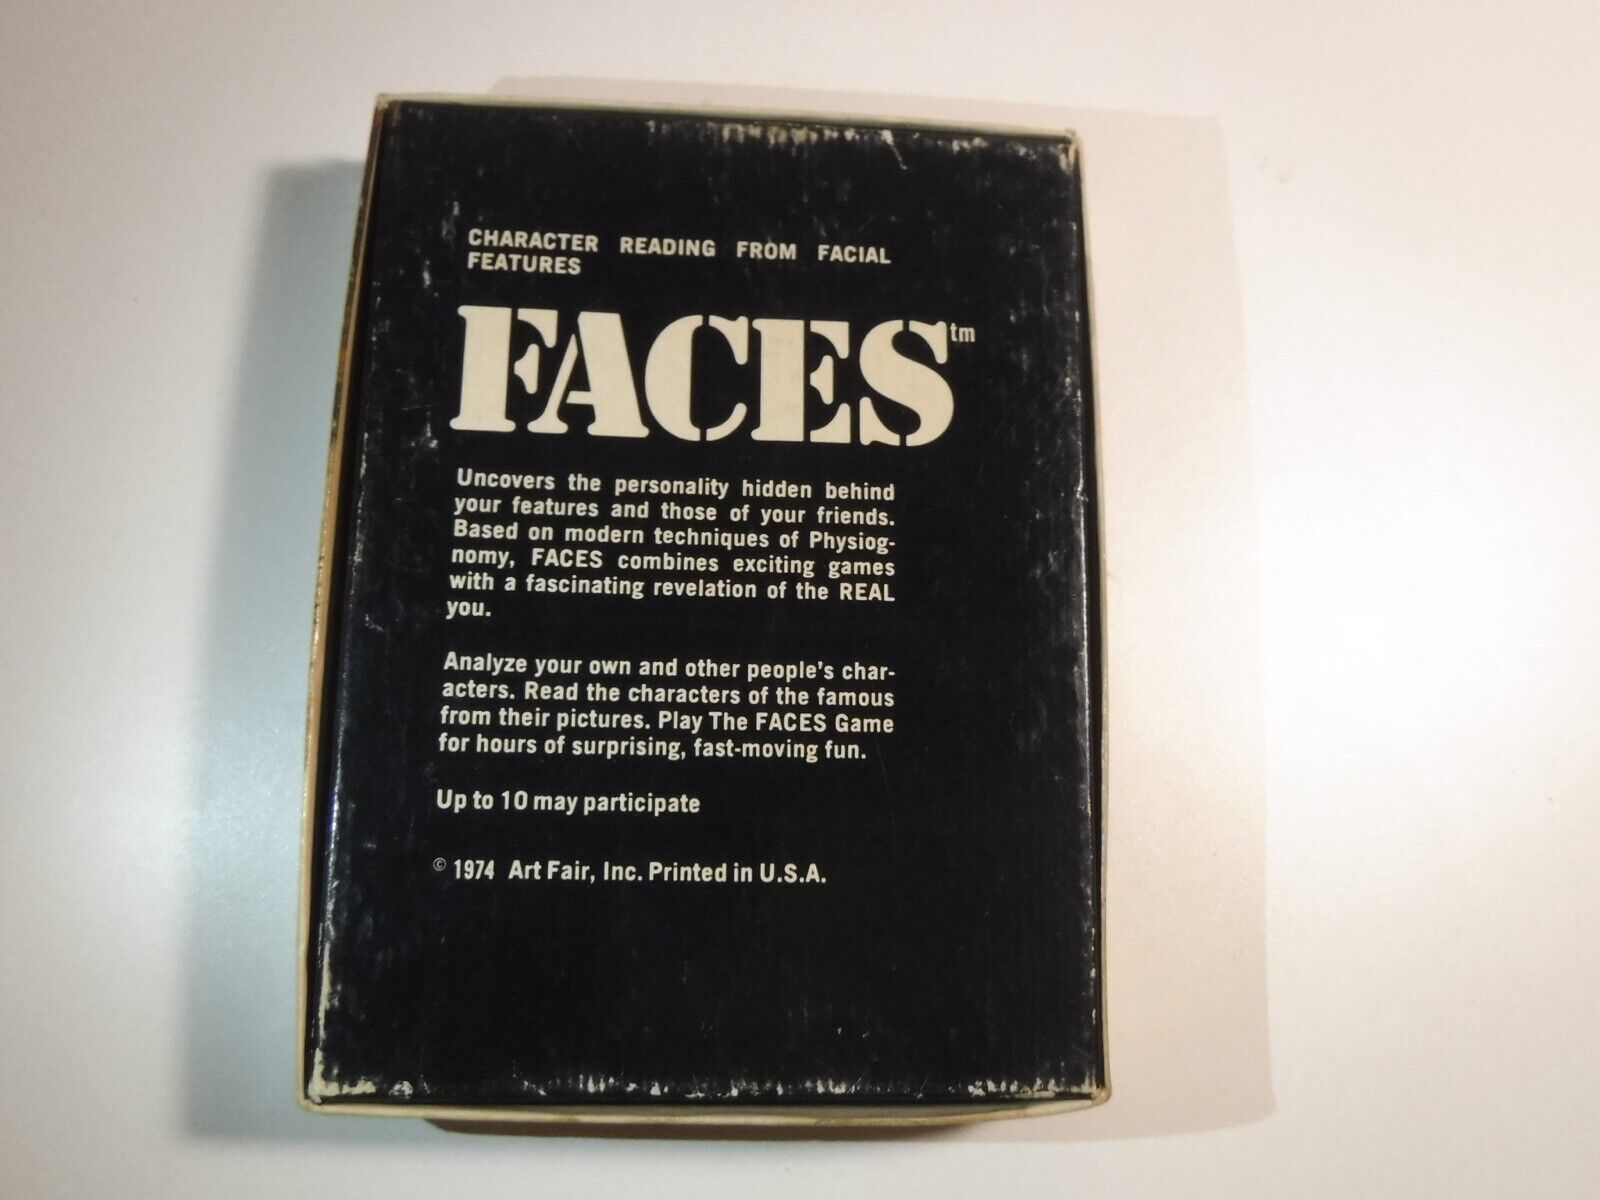 CHARACTER READING FROM FACIAL
FEATURES
FACES™
Uncovers the personality hidden behind
your features and those of your friends.
Based on modern techniques of Physiog-
nomy, FACES combines exciting games
with a fascinating revelation of the REAL
you.
Analyze your own and other people's char-
acters. Read the characters of the famous
from their pictures. Play The FACES Game
for hours of surprising, fast-moving fun.
Up to 10 may participate
© 1974 Art Fair, Inc. Printed in U.S.A.